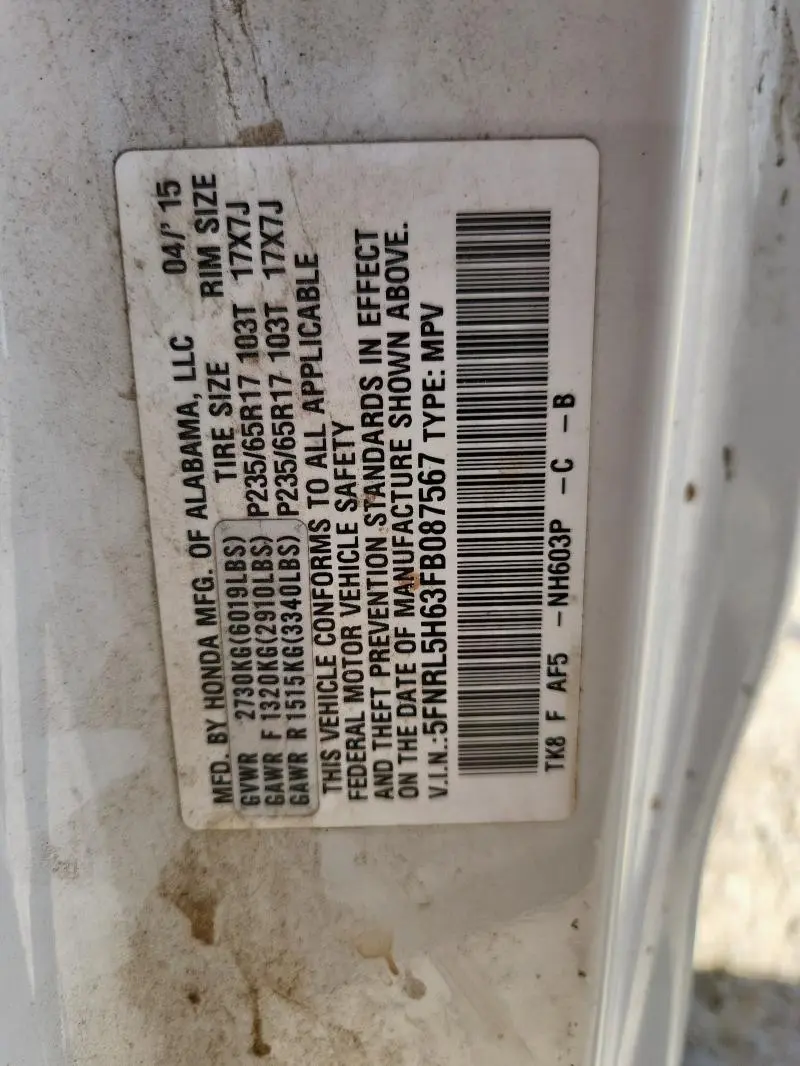 MFD. BY HONDA MFG. OF ALABAMA, LLC 04/' 15
TIRE SIZE RIM SIZE
GVWR 2730KG(6019LBS)
GAWR F 1320KG(2910LBS) P235/65R17 103T 17X7J
GAWR R 1515KG(3340LBS) P235/65R17 103T 17X7J
THIS VEHICLE CONFORMS TO ALL APPLICABLE
FEDERAL MOTOR VEHICLE SAFETY
AND THEFT PREVENTION STANDARDS IN EFFECT
ON THE DATE OF MANUFACTURE SHOWN ABOVE.
V.I.N.:5FNRL5H63FB087567 TYPE: MPV
TK8 F AF5 -NH603P -C -B